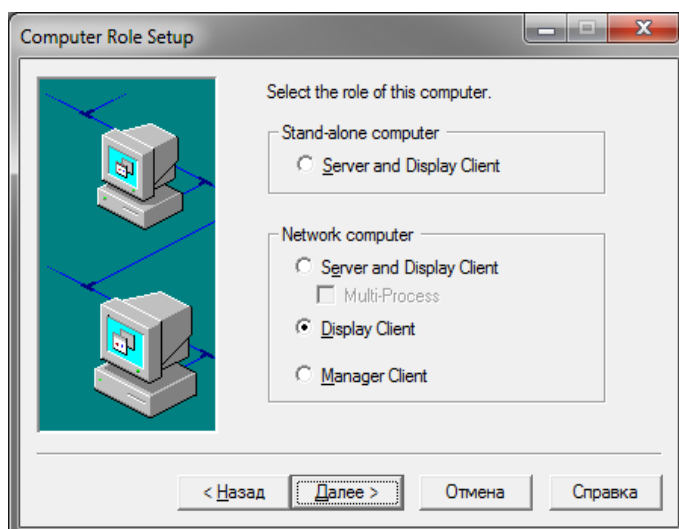 Computer Role Setup
Select the role of this computer.
Stand-alone computer
Server and Display Client
Network computer
Server and Display Client
Multi-Process
Display Client
Manager Client
< Назад
Далее >
Отмена
Справка